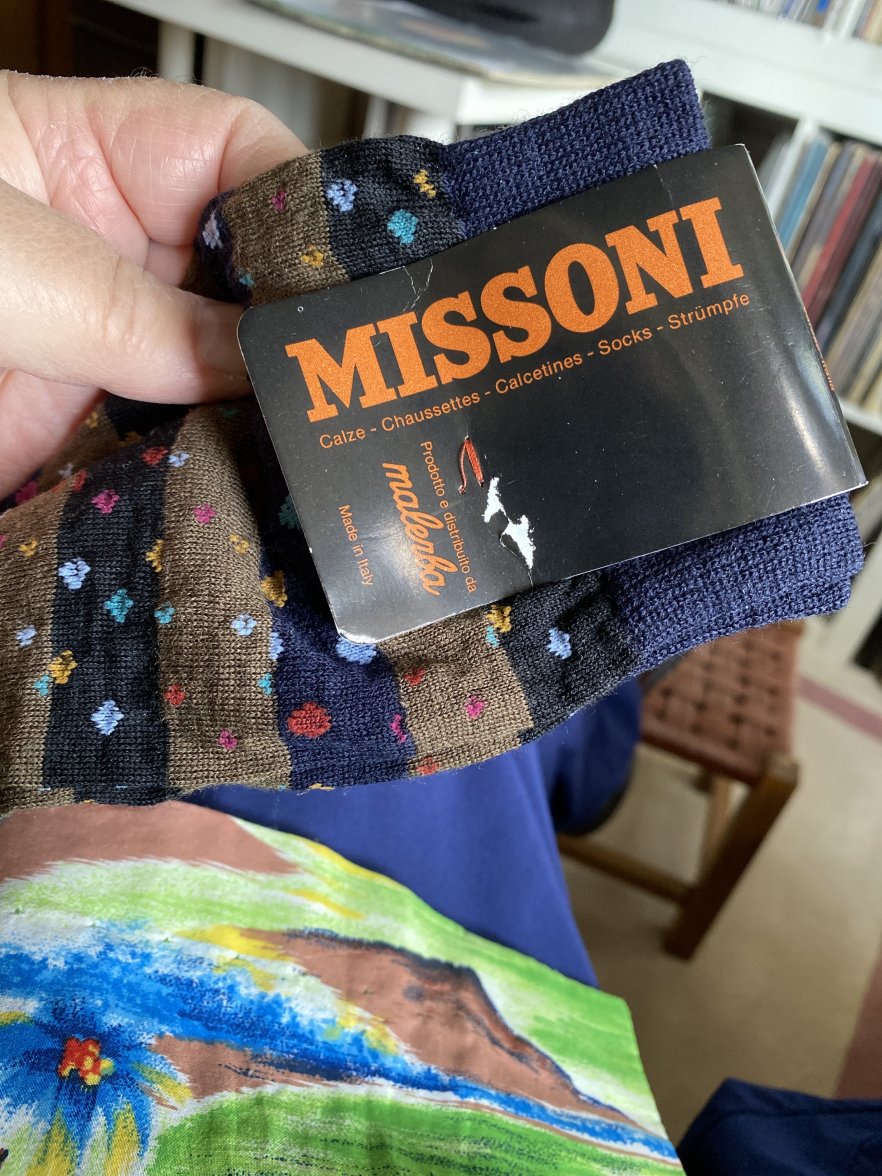 MISSONI
Calze - Chaussettes - Calcetines - Socks - Strümpfe
Prodotto e distribuito da
malerba
Made in Italy